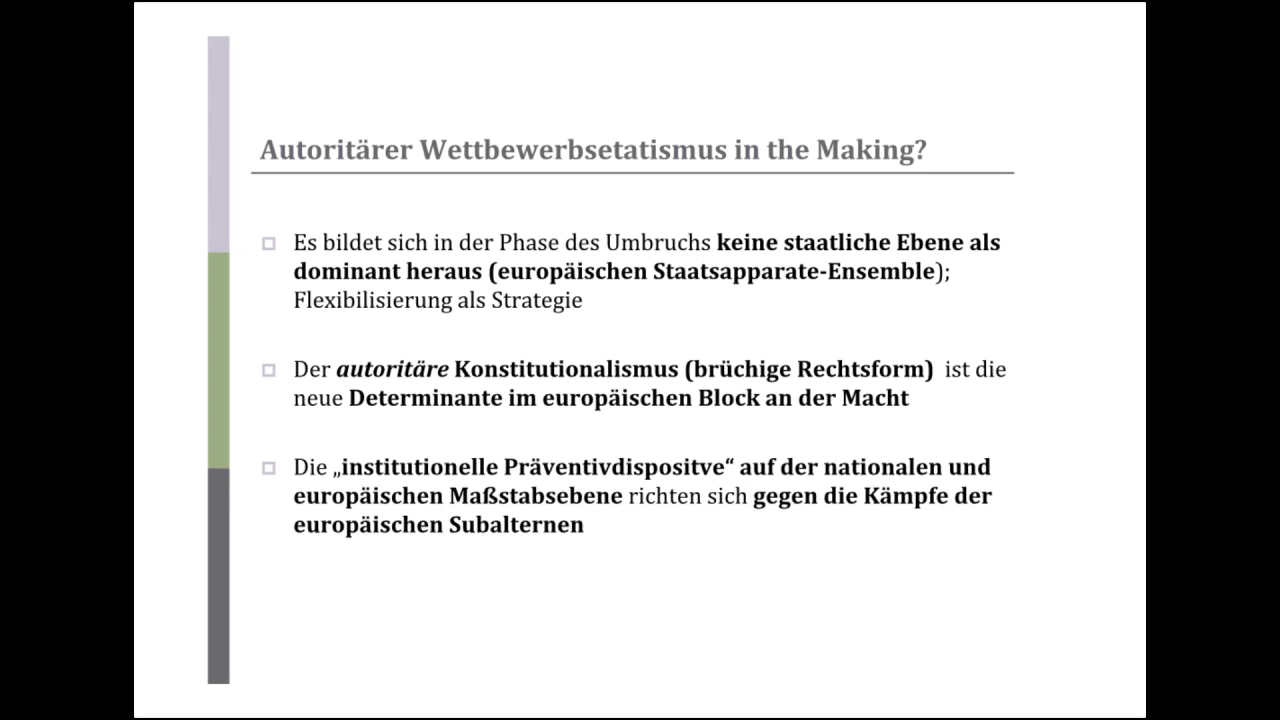 Autoritärer Wettbewerbsetatismus in the Making?
Es bildet sich in der Phase des Umbruchs keine staatliche Ebene als
dominant heraus (europäischen Staatsapparate-Ensemble);
Flexibilisierung als Strategie
Der autoritäre Konstitutionalismus (brüchige Rechtsform) ist die
neue Determinante im europäischen Block an der Macht
Die „institutionelle Präventivdispositve“ auf der nationalen und
europäischen Maßstabsebene richten sich gegen die Kämpfe der
europäischen Subalternen